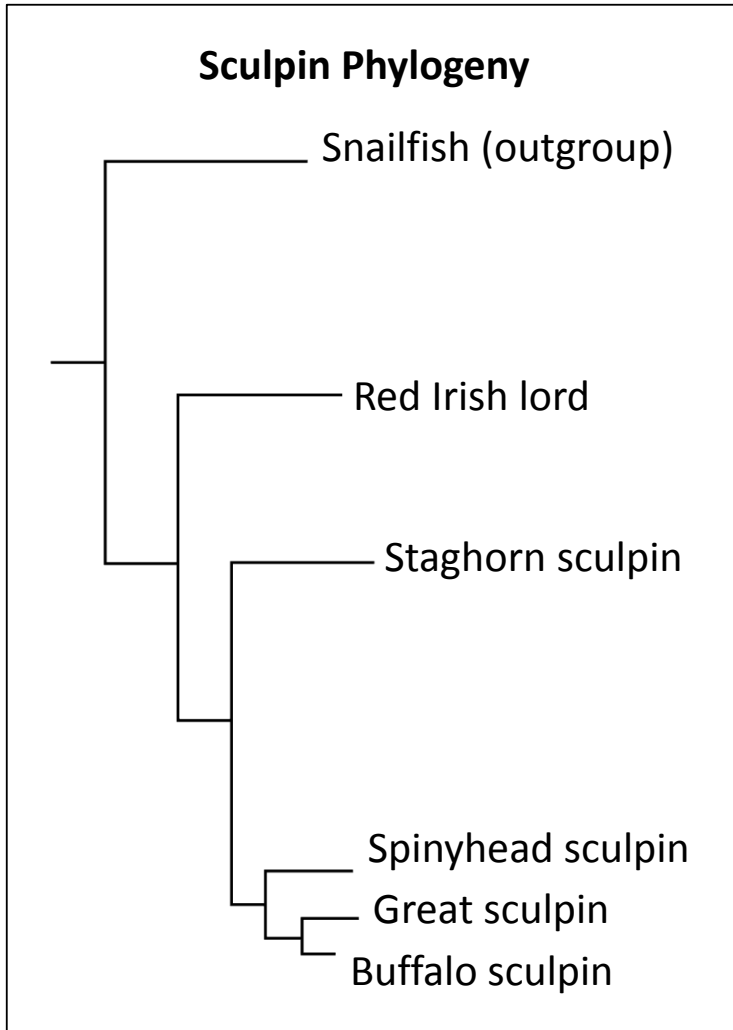 Sculpin Phylogeny
Snailfish (outgroup)
Red Irish lord
Staghorn sculpin
Spinyhead sculpin
Great sculpin
Buffalo sculpin